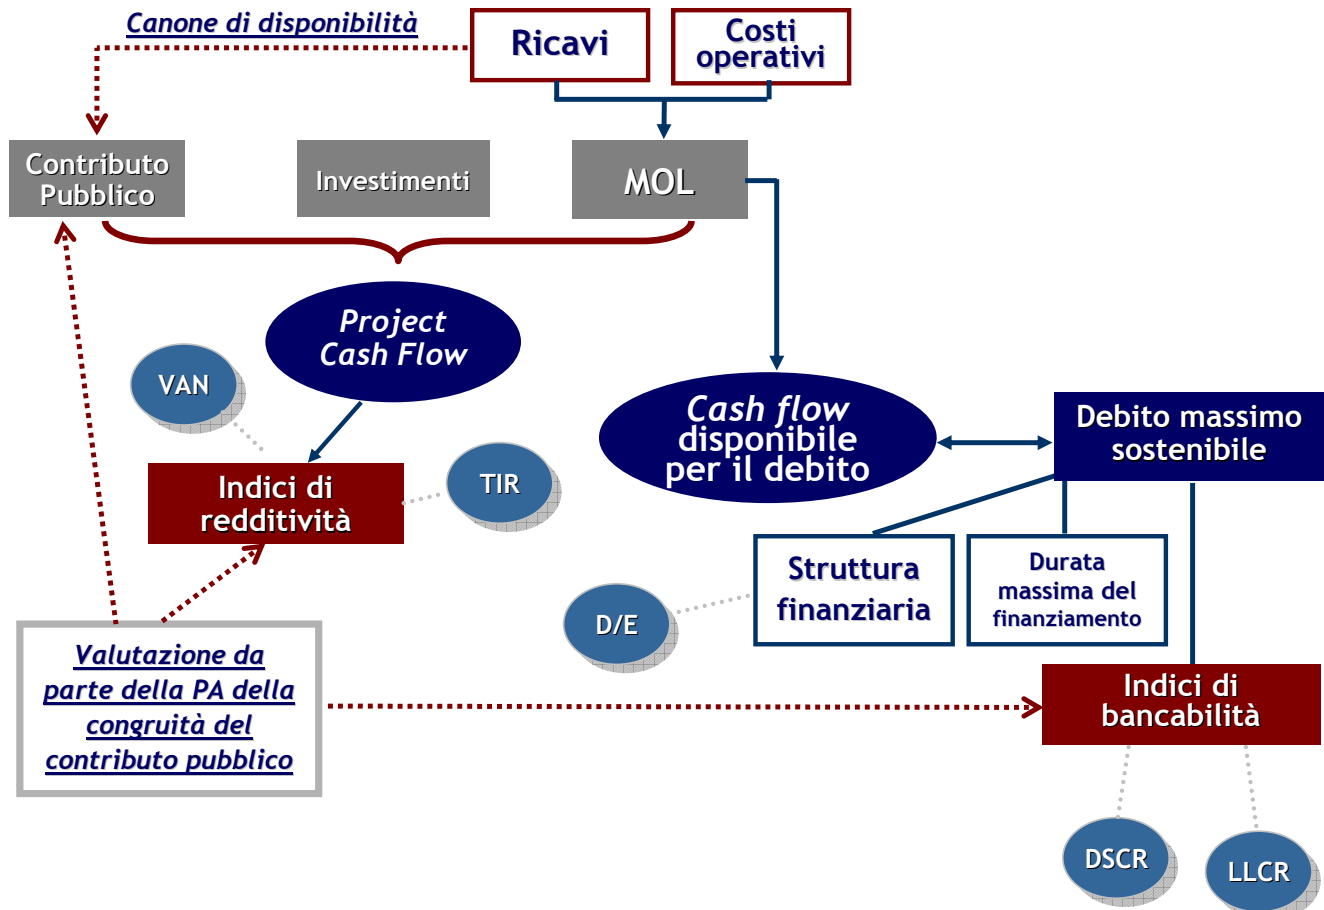 Canone di disponibilità
Ricavi
Costi
operativi
Contributo
Pubblico
Investimenti
MOL
Project
Cash Flow
VAN
Cash flow
disponibile
per il debito
Debito massimo
sostenibile
Indici di
redditività
TIR
Struttura
finanziaria
Durata
massima del
finanziamento
D/E
Valutazione da
parte della PA della
congruità del
contributo pubblico
Indici di
bancabilità
DSCR
LLCR